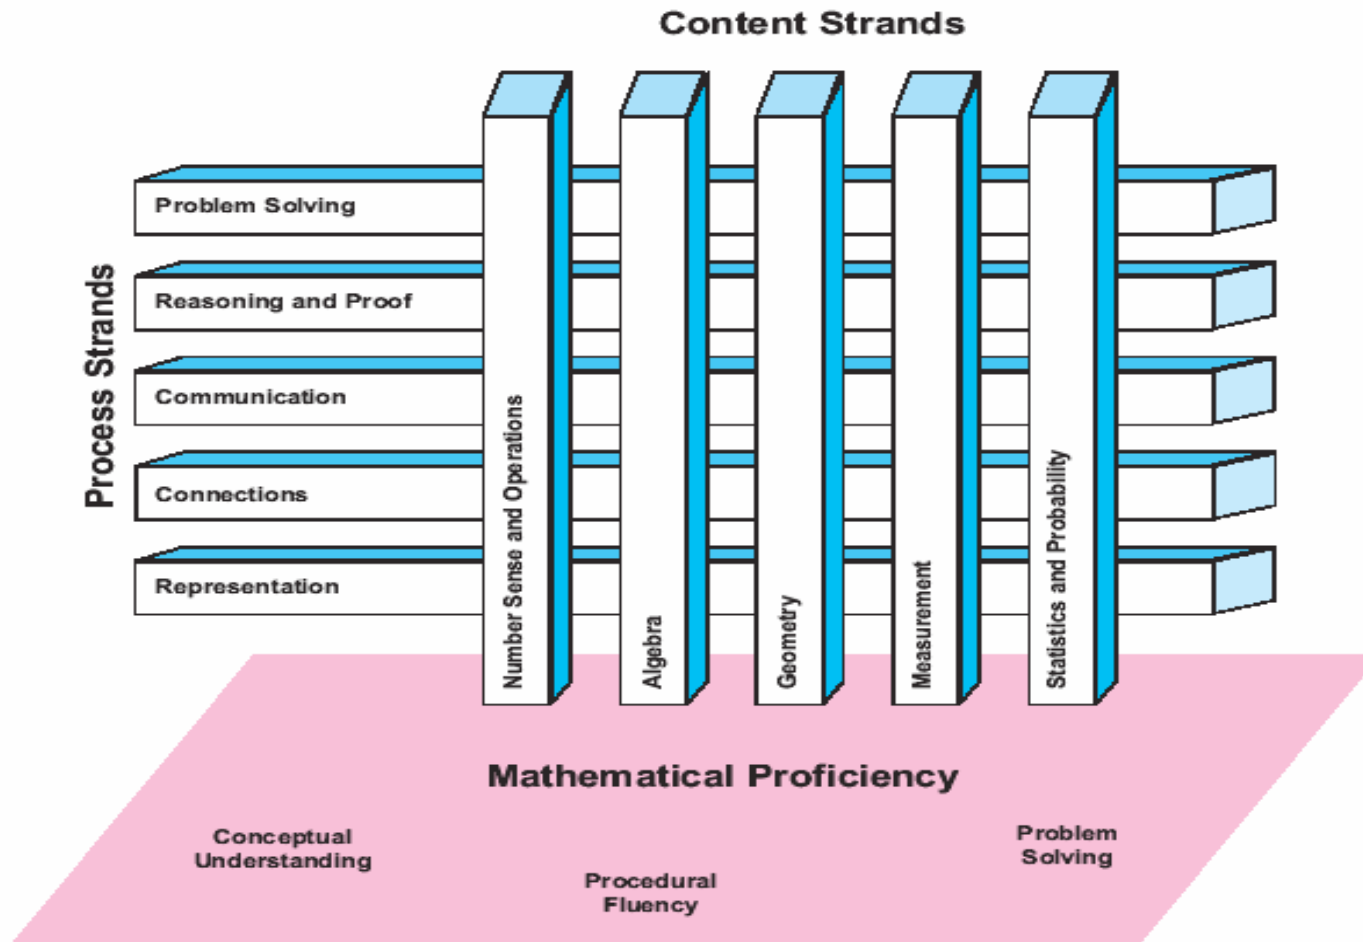 Content Strands
Process Strands
Problem Solving
Reasoning and Proof
Communication
Connections
Representation
Number Sense and Operations
Algebra
Geometry
Measurement
Statistics and Probability
Mathematical Proficiency
Conceptual
Understanding
Procedural
Fluency
Problem
Solving